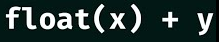 float(x) + y